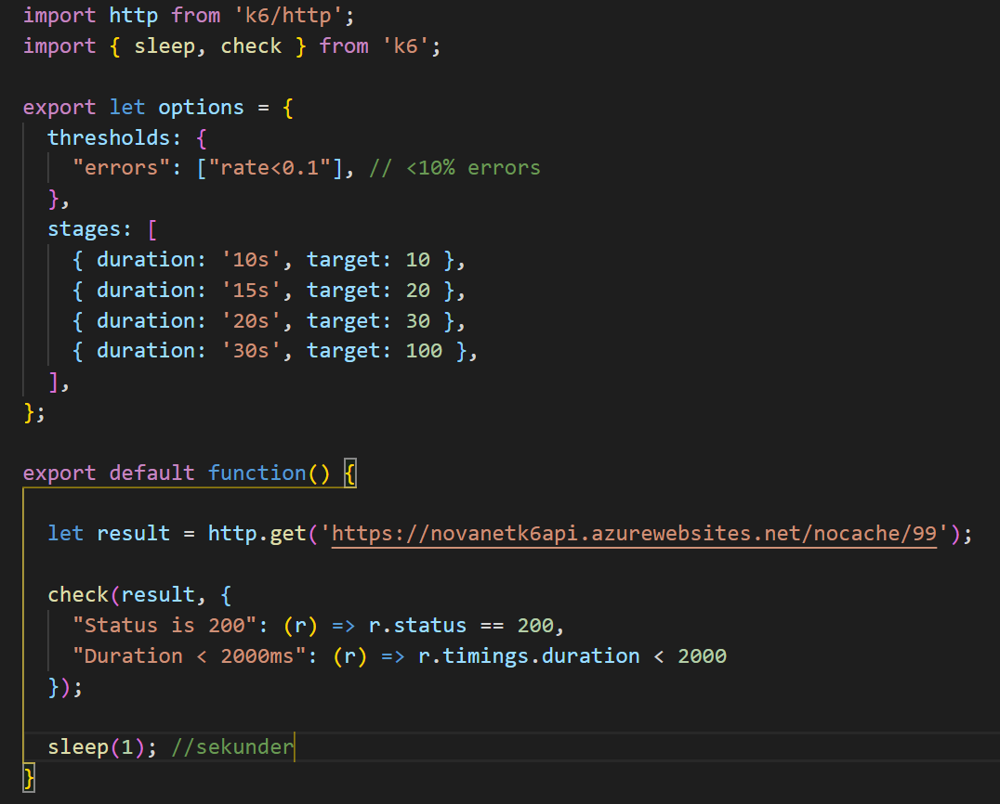 import http from 'k6/http';
import { sleep, check } from 'k6';

export let options = {
  thresholds: {
    "errors": ["rate<0.1"], // <10% errors
  },
  stages: [
    { duration: '10s', target: 10 },
    { duration: '15s', target: 20 },
    { duration: '20s', target: 30 },
    { duration: '30s', target: 100 },
  ],
};

export default function() {

  let result = http.get('https://novanetk6api.azurewebsites.net/nocache/99');

  check(result, {
    "Status is 200": (r) => r.status == 200,
    "Duration < 2000ms": (r) => r.timings.duration < 2000
  });

  sleep(1); //sekunder
}